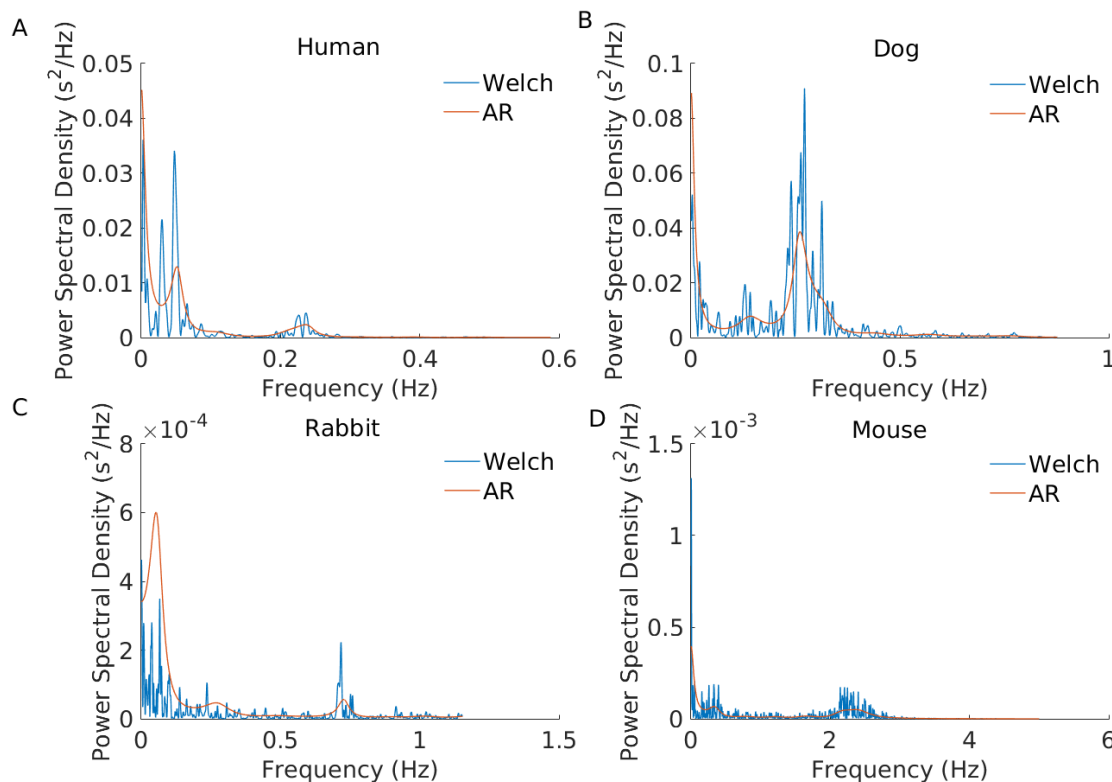 A
Human
Power Spectral Density (s²/Hz)
0.05
0.04
0.03
0.02
0.01
0
Welch
AR
0
0.2
0.4
0.6
Frequency (Hz)
B
Dog
Power Spectral Density (s²/Hz)
0.1
0.08
0.06
0.04
0.02
0
Welch
AR
0
0.5
1
Frequency (Hz)
C
×10⁻⁴
Rabbit
Power Spectral Density (s²/Hz)
8
6
4
2
0
Welch
AR
0
0.5
1
1.5
Frequency (Hz)
D
×10⁻³
Mouse
Power Spectral Density (s²/Hz)
1.5
1
0.5
0
Welch
AR
0
2
4
6
Frequency (Hz)